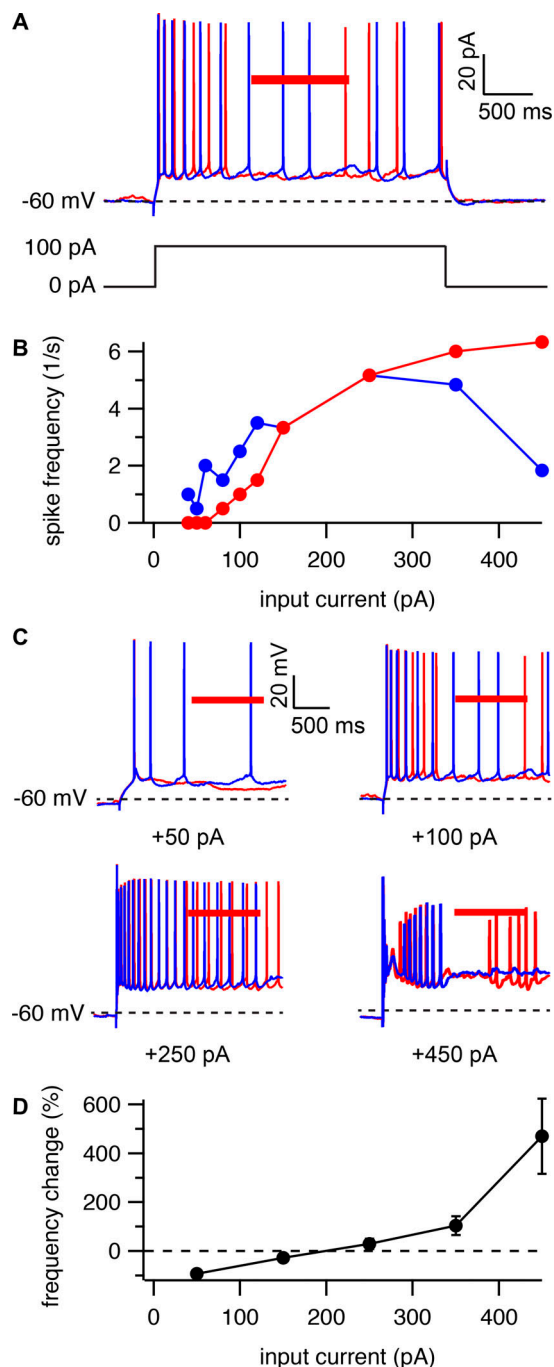 A
20 pA
500 ms
-60 mV
100 pA
0 pA
B
spike frequency (1/s)
6
4
2
0
0 100 200 300 400
input current (pA)
C
20 mV
500 ms
-60 mV
+50 pA +100 pA
-60 mV
+250 pA +450 pA
D
frequency change (%)
600
400
200
0
0 100 200 300 400
input current (pA)